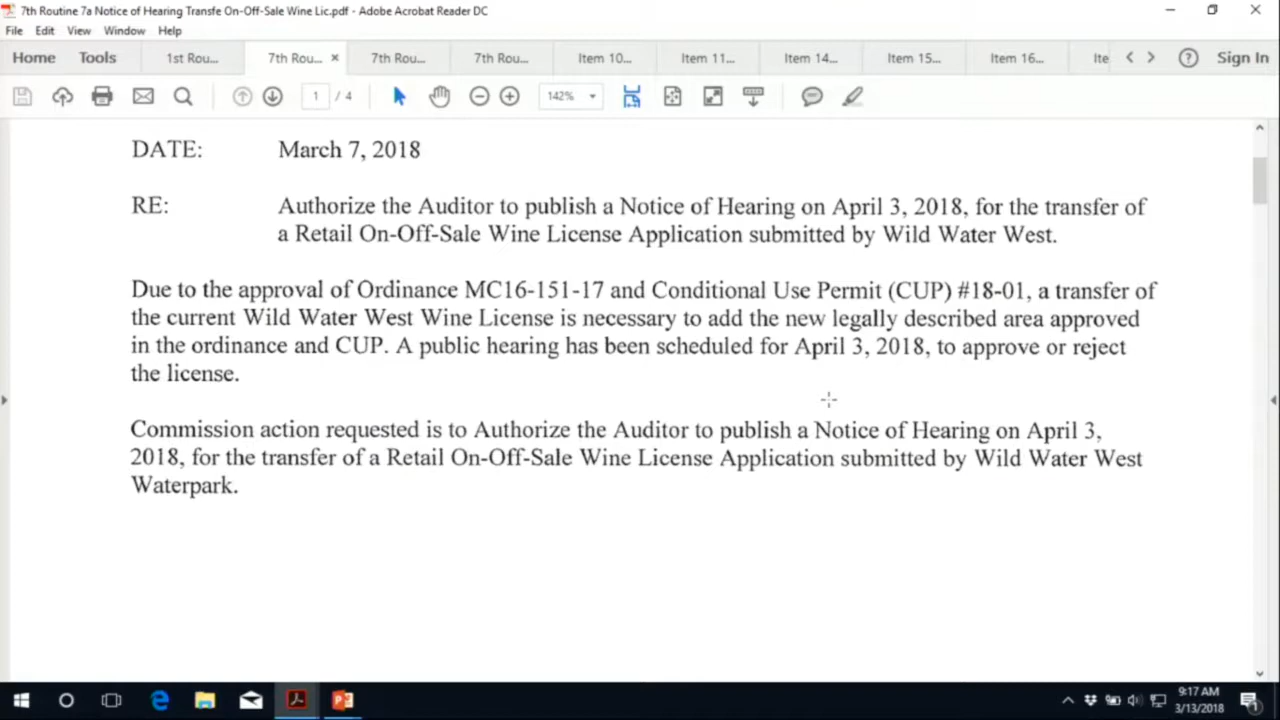 7th Routine 7a Notice of Hearing Transfe On-Off-Sale Wine Lic.pdf - Adobe Acrobat Reader DC
File Edit View Window Help
Home Tools 1st Rou... 7th Rou... 7th Rou... 7th Rou... Item 10... Item 11... Item 14... Item 15... Item 16... Ite Sign In
1 / 4 142%
DATE: March 7, 2018
RE: Authorize the Auditor to publish a Notice of Hearing on April 3, 2018, for the transfer of
a Retail On-Off-Sale Wine License Application submitted by Wild Water West.
Due to the approval of Ordinance MC16-151-17 and Conditional Use Permit (CUP) #18-01, a transfer of
the current Wild Water West Wine License is necessary to add the new legally described area approved
in the ordinance and CUP. A public hearing has been scheduled for April 3, 2018, to approve or reject
the license.
Commission action requested is to Authorize the Auditor to publish a Notice of Hearing on April 3,
2018, for the transfer of a Retail On-Off-Sale Wine License Application submitted by Wild Water West
Waterpark.
9:17 AM
3/13/2018